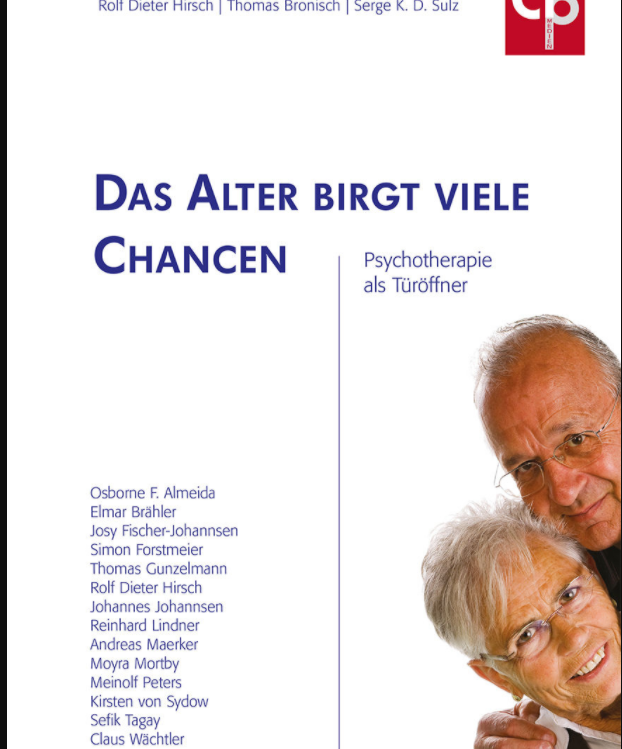 Rolf Dieter Hirsch | Thomas Bronisch | Serge K. D. Sulz
cip
MEDIEN
DAS ALTER BIRGT VIELE
CHANCEN
Psychotherapie
als Türöffner
Osborne F. Almeida
Elmar Brähler
Josy Fischer-Johannsen
Simon Forstmeier
Thomas Gunzelmann
Rolf Dieter Hirsch
Johannes Johannsen
Reinhard Lindner
Andreas Maerker
Moyra Mortby
Meinolf Peters
Kirsten von Sydow
Sefik Tagay
Claus Wächtler